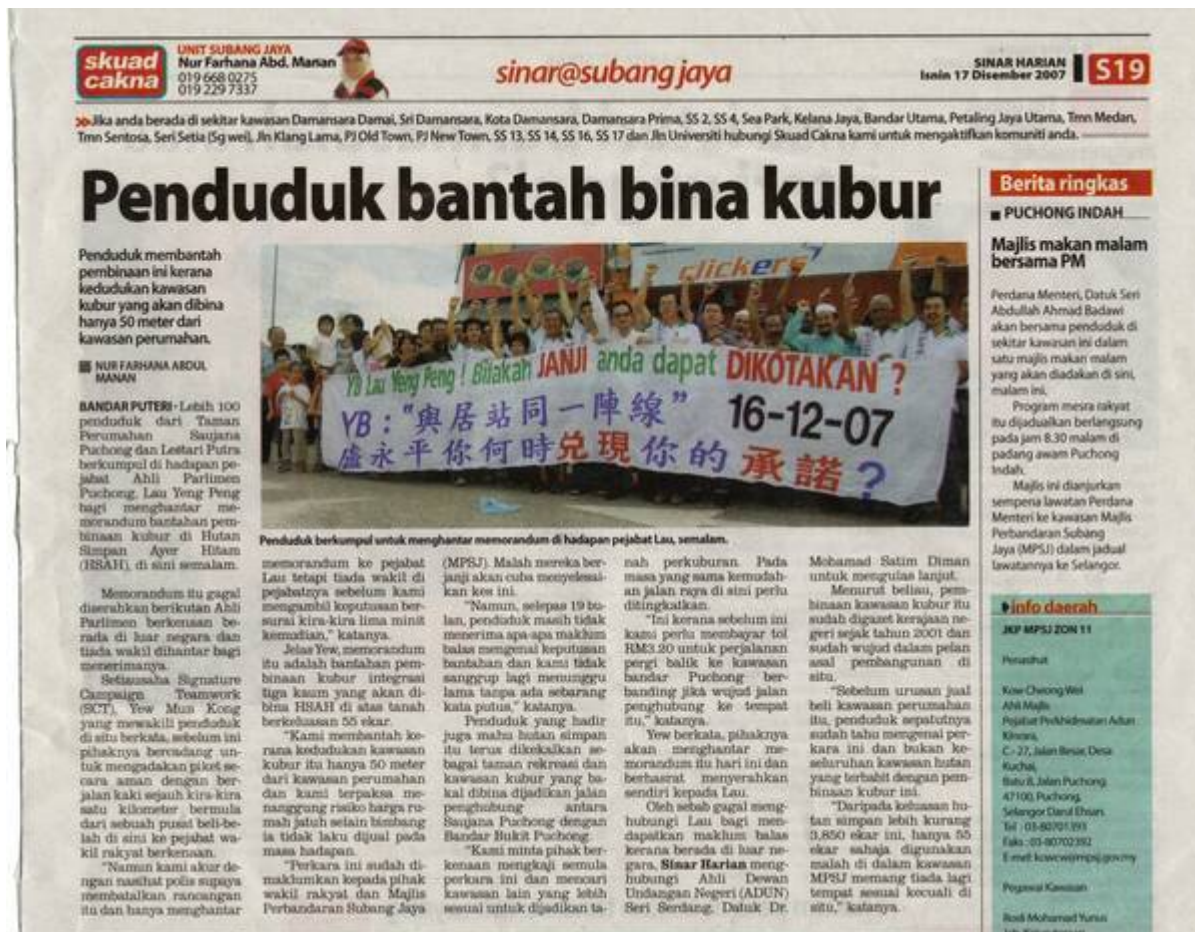 skuad
cakna
UNIT SUBANG JAYA
Nur Farhana Abd. Manan
019 668 0275
019 229 7337
sinar@subang jaya
SINAR HARIAN
Isnin 17 Disember 2007
S19
Jika anda berada di sekitar kawasan Damansara Damai, Sri Damansara, Kota Damansara, Damansara Prima, SS 2, SS 4, Sea Park, Kelana Jaya, Bandar Utama, Petaling Jaya Utama, Tmn Medan,
Tmn Sentosa, Seri Setia (Sg wei), Jln Klang Lama, PJ Old Town, PJ New Town, SS 13, SS 14, SS 16, SS 17 dan Jln Universiti hubungi Skuad Cakna kami untuk mengaktifkan komuniti anda.
Penduduk bantah bina kubur
Penduduk membantah
pembinaan ini kerana
kedudukan kawasan
kubur yang akan dibina
hanya 50 meter dari
kawasan perumahan.
NUR FARHANA ABDUL
MANAN
BANDAR PUTERI - Lebih 100
penduduk dari Taman
Perumahan Saujana
Puchong dan Lestari Putra
berkumpul di hadapan pe-
jabat Ahli Parlimen
Puchong, Lau Yeng Peng
bagi menghantar me-
morandum bantahan pem-
binaan kubur di Hutan
Simpan Ayer Hitam
(HSAH), di sini semalam.
Memorandum itu gagal
diserahkan berikutan Ahli
Parlimen berkenaan be-
rada di luar negara dan
tiada wakil dihantar bagi
menerimanya.
Setiausaha Signature
Campaign Teamwork
(SCT), Yew Mun Kong
yang mewakili penduduk
di situ berkata, sebelum ini
pihaknya bercadang un-
tuk mengadakan piket se-
cara aman dengan ber-
jalan kaki sejauh kira-kira
satu kilometer bermula
dari sebuah pusat beli-be-
lah di sini ke pejabat wa-
kil rakyat berkenaan.
"Namun kami akur de-
ngan nasihat polis supaya
membatalkan rancangan
itu dan hanya menghantar
clickers
Yb Lau Yeng Peng ! Bilakah JANJI anda dapat DIKOTAKAN ?
YB : "與居站同一陣線" 16-12-07
盧永平你何時兌現你的承諾?
Penduduk berkumpul untuk menghantar memorandum di hadapan pejabat Lau, semalam.
memorandum ke pejabat
Lau tetapi tiada wakil di
pejabatnya sebelum kami
mengambil keputusan ber-
surai kira-kira lima minit
kemudian," katanya.
Jelas Yew, memorandum
itu adalah bantahan pem-
binaan kubur integrasi
tiga kaum yang akan di-
bina HSAH di atas tanah
berkeluasan 55 ekar.
"Kami membantah ke-
rana kedudukan kawasan
kubur itu hanya 50 meter
dari kawasan perumahan
dan kami terpaksa me-
nanggung risiko harga ru-
mah jatuh selain bimbang
ia tidak laku dijual pada
masa hadapan.
"Perkara ini sudah di-
maklumkan kepada pihak
wakil rakyat dan Majlis
Perbandaran Subang Jaya
(MPSJ). Malah mereka ber-
janji akan cuba menyelesai-
kan kes ini.
"Namun, selepas 19 bu-
lan, penduduk masih tidak
menerima apa-apa maklum
balas mengenai keputusan
bantahan dan kami tidak
sanggup lagi menunggu
lama tanpa ada sebarang
kata putus," katanya.
Penduduk yang hadir
juga mahu hutan simpan
itu terus dikekalkan se-
bagai taman rekreasi dan
kawasan kubur yang ba-
kal dibina dijadikan jalan
penghubung antara
Saujana Puchong dengan
Bandar Bukit Puchong.
"Kami minta pihak ber-
kenaan mengkaji semula
perkara ini dan mencari
kawasan lain yang lebih
sesuai untuk dijadikan ta-
nah perkuburan. Pada
masa yang sama kemudah-
an jalan raya di sini perlu
ditingkatkan.
"Ini kerana sebelum ini
kami perlu membayar tol
RM3.20 untuk perjalanan
pergi balik ke kawasan
bandar Puchong ber-
banding jika wujud jalan
penghubung ke tempat
itu," katanya.
Yew berkata, pihaknya
akan menghantar me-
morandum itu hari ini dan
berhasrat menyerahkan
sendiri kepada Lau.
Oleh sebab gagal meng-
hubungi Lau bagi men-
dapatkan maklum balas
kerana berada di luar ne-
gara, Sinar Harian meng-
hubungi Ahli Dewan
Undangan Negeri (ADUN)
Seri Serdang, Datuk Dr.
Mohamad Satim Diman
untuk mengulas lanjut.
Menurut beliau, pem-
binaan kawasan kubur itu
sudah digazet kerajaan ne-
geri sejak tahun 2001 dan
sudah wujud dalam pelan
asal pembangunan di
situ.
"Sebelum urusan jual
beli kawasan perumahan
itu, penduduk sepatutnya
sudah tahu mengenai per-
kara ini dan bukan ke-
seluruhan kawasan hutan
yang terbabit dengan pem-
binaan kubur ini.
"Daripada keluasan hu-
tan simpan lebih kurang
3,850 ekar ini, hanya 55
ekar sahaja digunakan
malah di dalam kawasan
MPSJ memang tiada lagi
tempat sesuai kecuali di
situ," katanya.
Berita ringkas
PUCHONG INDAH
Majlis makan malam
bersama PM
Perdana Menteri, Datuk Seri
Abdullah Ahmad Badawi
akan bersama penduduk di
sekitar kawasan ini dalam
satu majlis makan malam
yang akan diadakan di sini,
malam ini.
Program mesra rakyat
itu dijadualkan berlangsung
pada jam 8.30 malam di
padang awam Puchong
Indah.
Majlis ini dianjurkan
sempena lawatan Perdana
Menteri ke kawasan Majlis
Perbandaran Subang
Jaya (MPSJ) dalam jadual
lawatannya ke Selangor.
info daerah
JKP MPSJ ZON 11
Penasihat
Kow Cheong Wei
Ahli Majlis
Pejabat Perkhidmatan Adun
Kinrara,
C-27, Jalan Besar, Desa
Kuchai,
Batu 8, Jalan Puchong
47100, Puchong,
Selangor Darul Ehsan.
Tel : 03-80701393
Faks : 03-80702392
E-mel: kowcw@mpsj.gov.my
Pegawai Kawasan
Rosli Mohamad Yunus